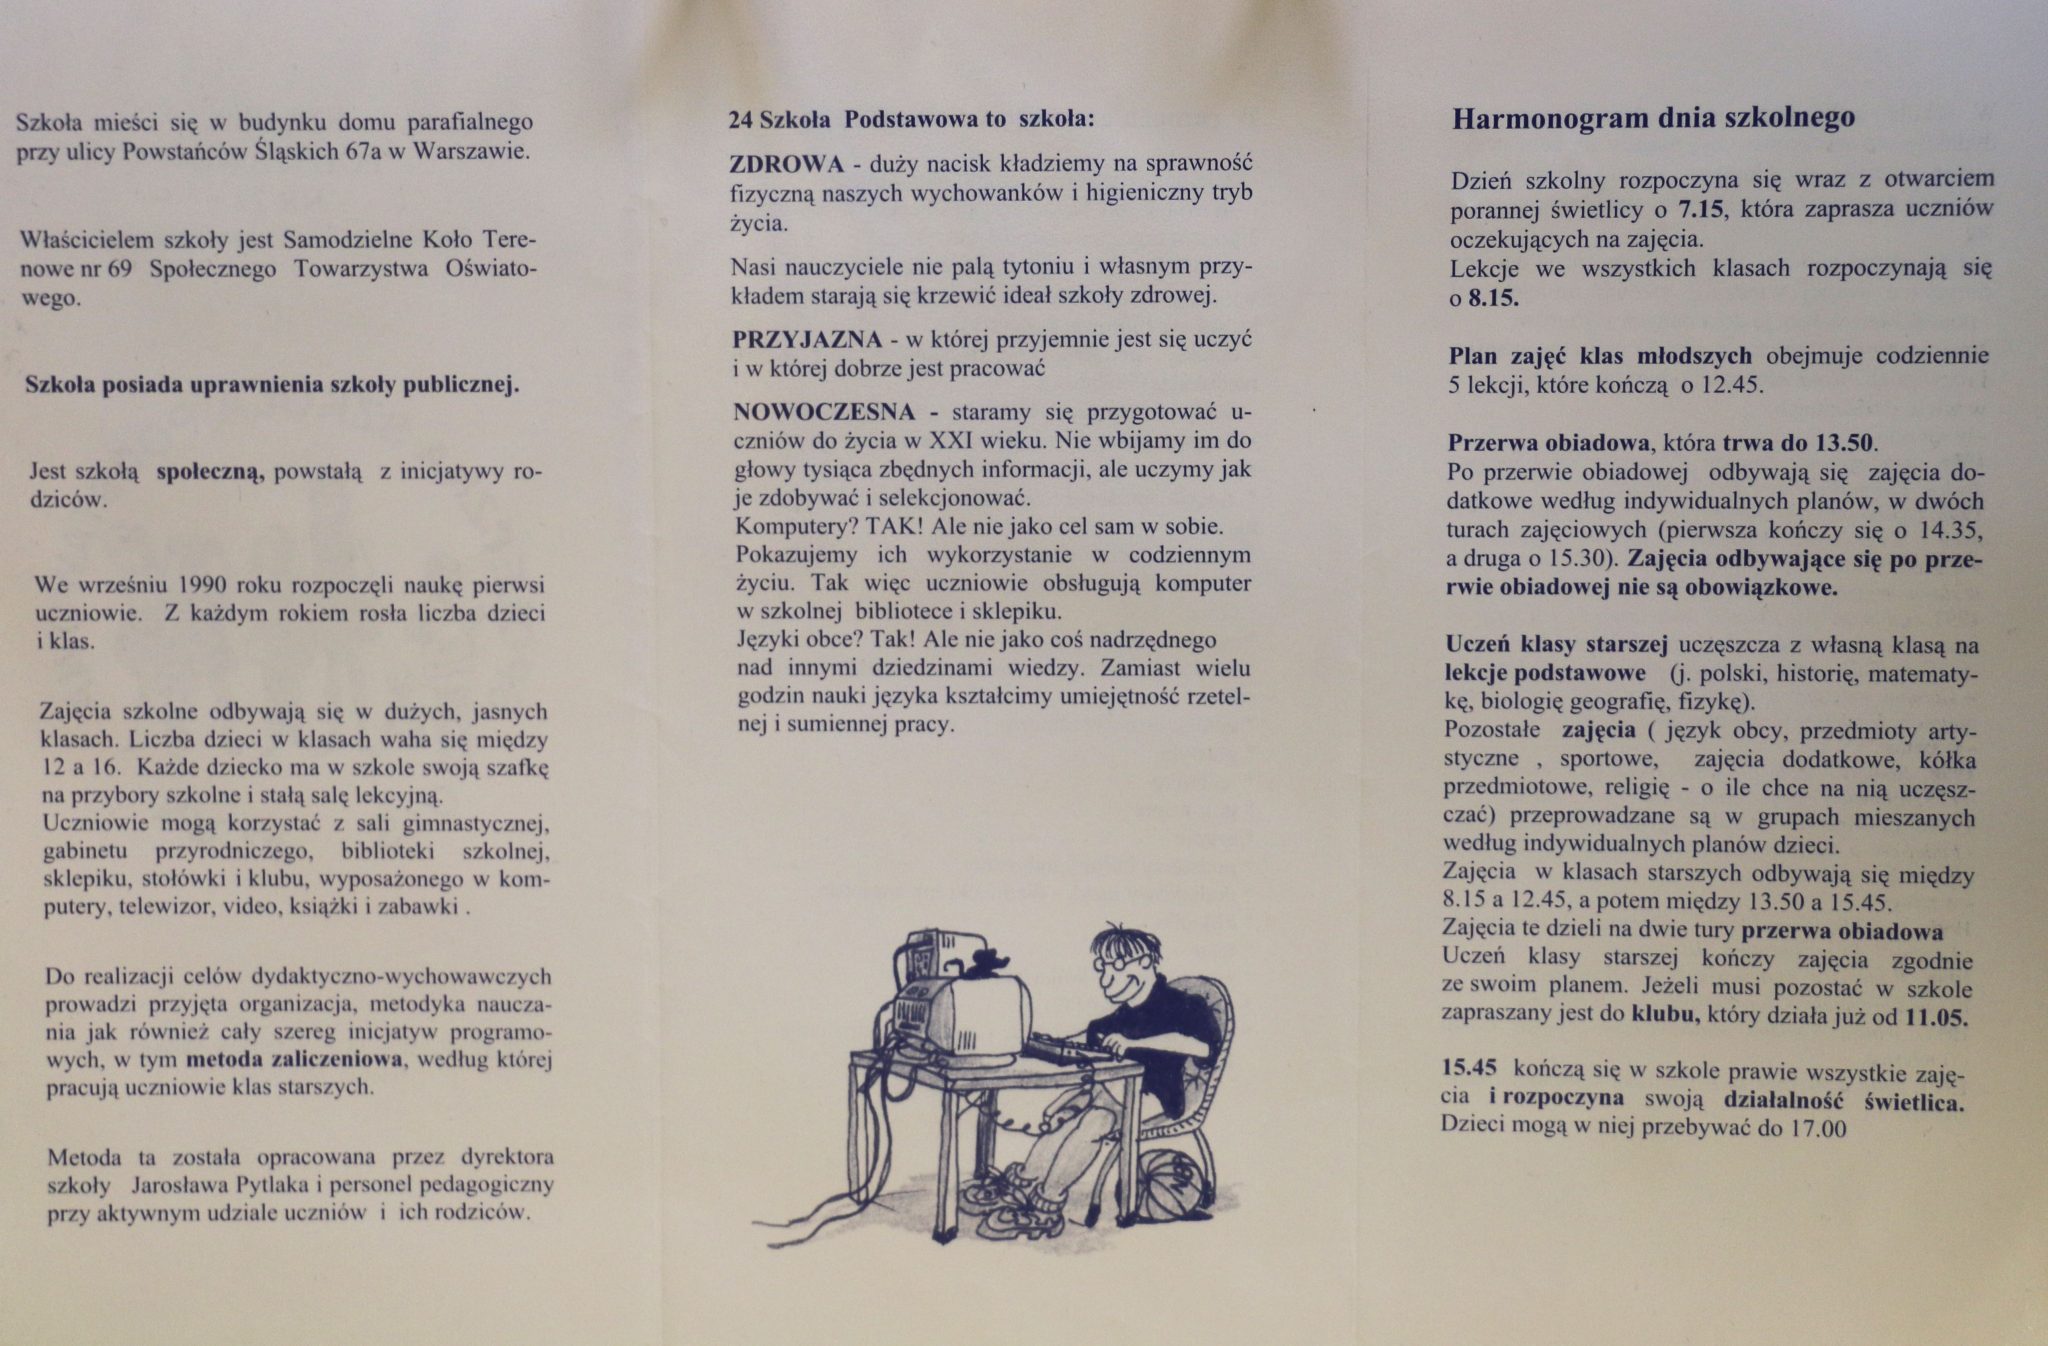 Szkoła mieści się w budynku domu parafialnego
przy ulicy Powstańców Śląskich 67a w Warszawie.
Właścicielem szkoły jest Samodzielne Koło Tere-
nowe nr 69 Społecznego Towarzystwa Oświato-
wego.
Szkoła posiada uprawnienia szkoły publicznej.
Jest szkołą społeczną, powstałą z inicjatywy ro-
dziców.
We wrześniu 1990 roku rozpoczęli naukę pierwsi
uczniowie. Z każdym rokiem rosła liczba dzieci
i klas.
Zajęcia szkolne odbywają się w dużych, jasnych
klasach. Liczba dzieci w klasach waha się między
12 a 16. Każde dziecko ma w szkole swoją szafkę
na przybory szkolne i stałą salę lekcyjną.
Uczniowie mogą korzystać z sali gimnastycznej,
gabinetu przyrodniczego, biblioteki szkolnej,
sklepiku, stołówki i klubu, wyposażonego w kom-
putery, telewizor, video, książki i zabawki .
Do realizacji celów dydaktyczno-wychowawczych
prowadzi przyjęta organizacja, metodyka naucza-
nia jak również cały szereg inicjatyw programo-
wych, w tym metoda zaliczeniowa, według której
pracują uczniowie klas starszych.
Metoda ta została opracowana przez dyrektora
szkoły Jarosława Pytlaka i personel pedagogiczny
przy aktywnym udziale uczniów i ich rodziców.
24 Szkoła Podstawowa to szkoła:
ZDROWA - duży nacisk kładziemy na sprawność
fizyczną naszych wychowanków i higieniczny tryb
życia.
Nasi nauczyciele nie palą tytoniu i własnym przy-
kładem starają się krzewić ideał szkoły zdrowej.
PRZYJAZNA - w której przyjemnie jest się uczyć
i w której dobrze jest pracować
NOWOCZESNA - staramy się przygotować u-
czniów do życia w XXI wieku. Nie wbijamy im do
głowy tysiąca zbędnych informacji, ale uczymy jak
je zdobywać i selekcjonować.
Komputery? TAK! Ale nie jako cel sam w sobie.
Pokazujemy ich wykorzystanie w codziennym
życiu. Tak więc uczniowie obsługują komputer
w szkolnej bibliotece i sklepiku.
Języki obce? Tak! Ale nie jako coś nadrzędnego
nad innymi dziedzinami wiedzy. Zamiast wielu
godzin nauki języka kształcimy umiejętność rzetel-
nej i sumiennej pracy.
Harmonogram dnia szkolnego
Dzień szkolny rozpoczyna się wraz z otwarciem
porannej świetlicy o 7.15, która zaprasza uczniów
oczekujących na zajęcia.
Lekcje we wszystkich klasach rozpoczynają się
o 8.15.
Plan zajęć klas młodszych obejmuje codziennie
5 lekcji, które kończą o 12.45.
Przerwa obiadowa, która trwa do 13.50.
Po przerwie obiadowej odbywają się zajęcia do-
datkowe według indywidualnych planów, w dwóch
turach zajęciowych (pierwsza kończy się o 14.35,
a druga o 15.30). Zajęcia odbywające się po prze-
rwie obiadowej nie są obowiązkowe.
Uczeń klasy starszej uczęszcza z własną klasą na
lekcje podstawowe (j. polski, historię, matematy-
kę, biologię geografię, fizykę).
Pozostałe zajęcia ( język obcy, przedmioty arty-
styczne , sportowe, zajęcia dodatkowe, kółka
przedmiotowe, religię - o ile chce na nią uczęsz-
czać) przeprowadzane są w grupach mieszanych
według indywidualnych planów dzieci.
Zajęcia w klasach starszych odbywają się między
8.15 a 12.45, a potem między 13.50 a 15.45.
Zajęcia te dzieli na dwie tury przerwa obiadowa
Uczeń klasy starszej kończy zajęcia zgodnie
ze swoim planem. Jeżeli musi pozostać w szkole
zapraszany jest do klubu, który działa już od 11.05.
15.45 kończą się w szkole prawie wszystkie zaję-
cia i rozpoczyna swoją działalność świetlica.
Dzieci mogą w niej przebywać do 17.00